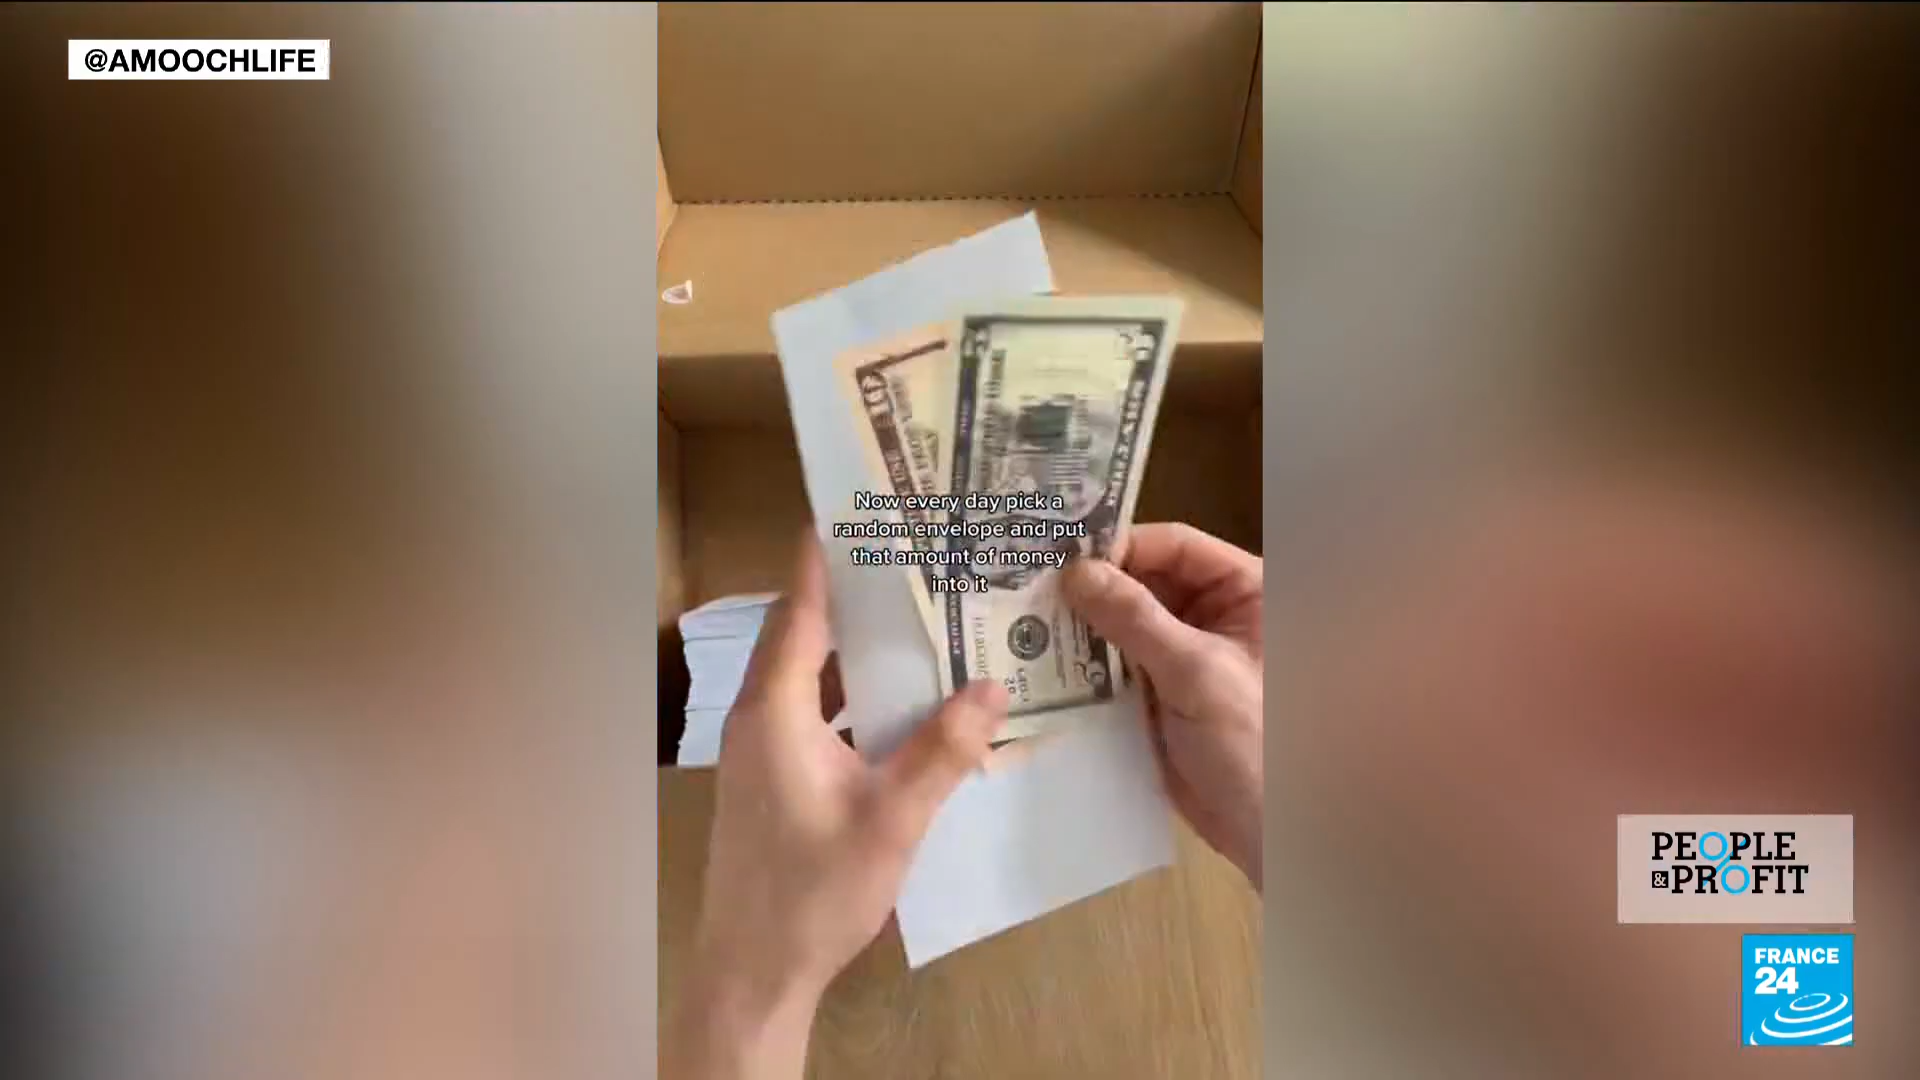 @AMOOCHLIFE
Now every day pick a
random envelope and put
that amount of money
into it
PEOPLE
& PROFIT
FRANCE
24